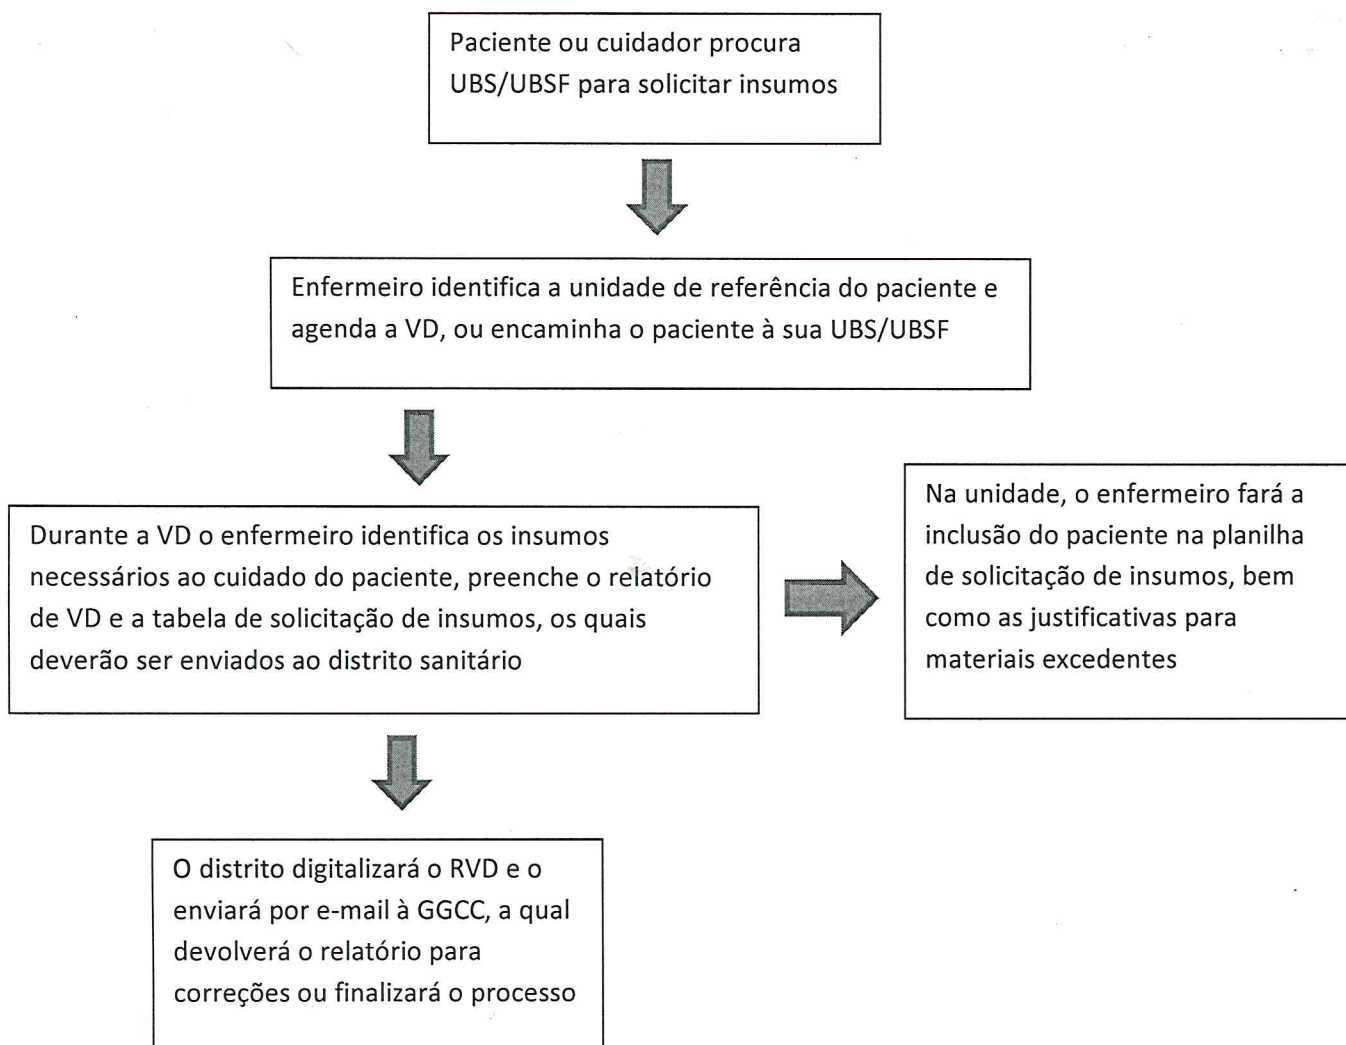 Paciente ou cuidador procura
UBS/UBSF para solicitar insumos
Enfermeiro identifica a unidade de referência do paciente e
agenda a VD, ou encaminha o paciente à sua UBS/UBSF
Durante a VD o enfermeiro identifica os insumos
necessários ao cuidado do paciente, preenche o relatório
de VD e a tabela de solicitação de insumos, os quais
deverão ser enviados ao distrito sanitário
Na unidade, o enfermeiro fará a
inclusão do paciente na planilha
de solicitação de insumos, bem
como as justificativas para
materiais excedentes
O distrito digitalizará o RVD e o
enviará por e-mail à GGCC, a qual
devolverá o relatório para
correções ou finalizará o processo